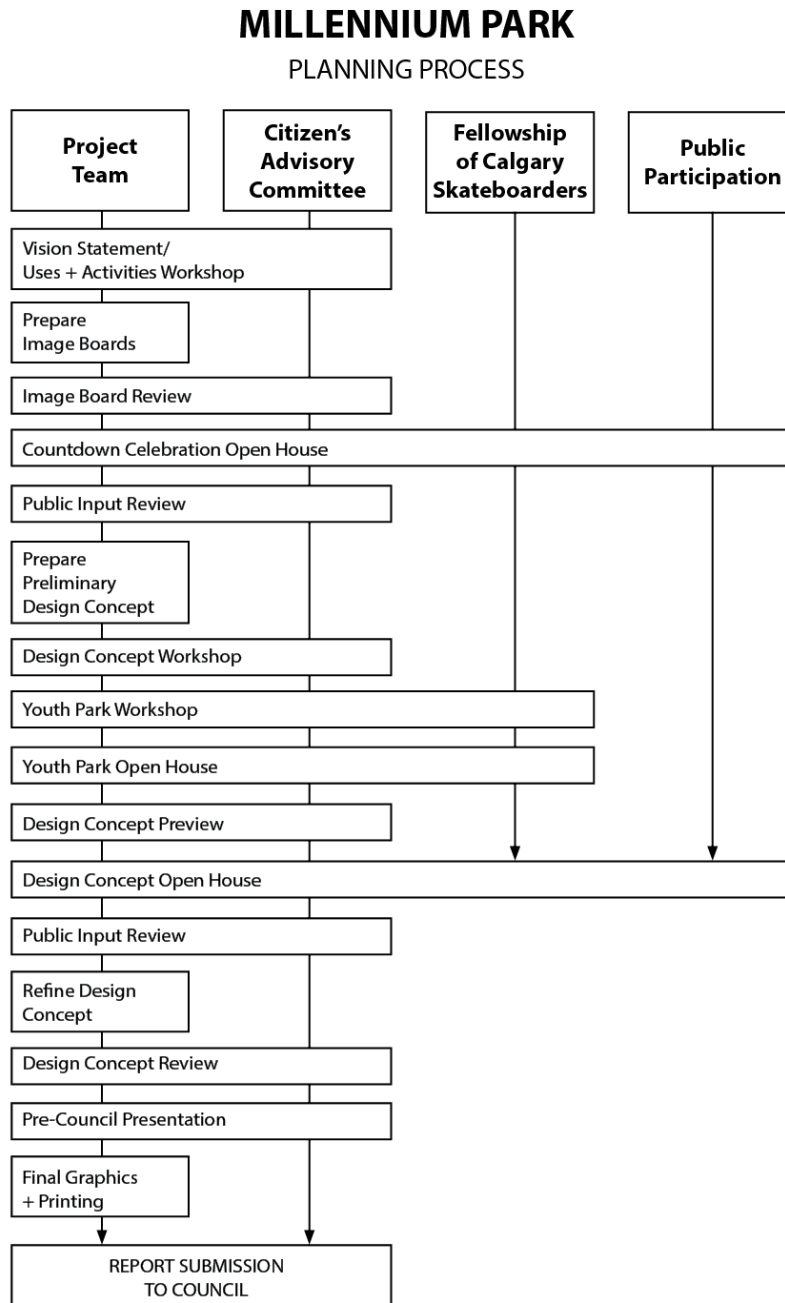 MILLENNIUM PARK
PLANNING PROCESS
Project
Team
Citizen's
Advisory
Committee
Fellowship
of Calgary
Skateboarders
Public
Participation
Vision Statement/
Uses + Activities Workshop
Prepare
Image Boards
Image Board Review
Countdown Celebration Open House
Public Input Review
Prepare
Preliminary
Design Concept
Design Concept Workshop
Youth Park Workshop
Youth Park Open House
Design Concept Preview
Design Concept Open House
Public Input Review
Refine Design
Concept
Design Concept Review
Pre-Council Presentation
Final Graphics
+ Printing
REPORT SUBMISSION
TO COUNCIL